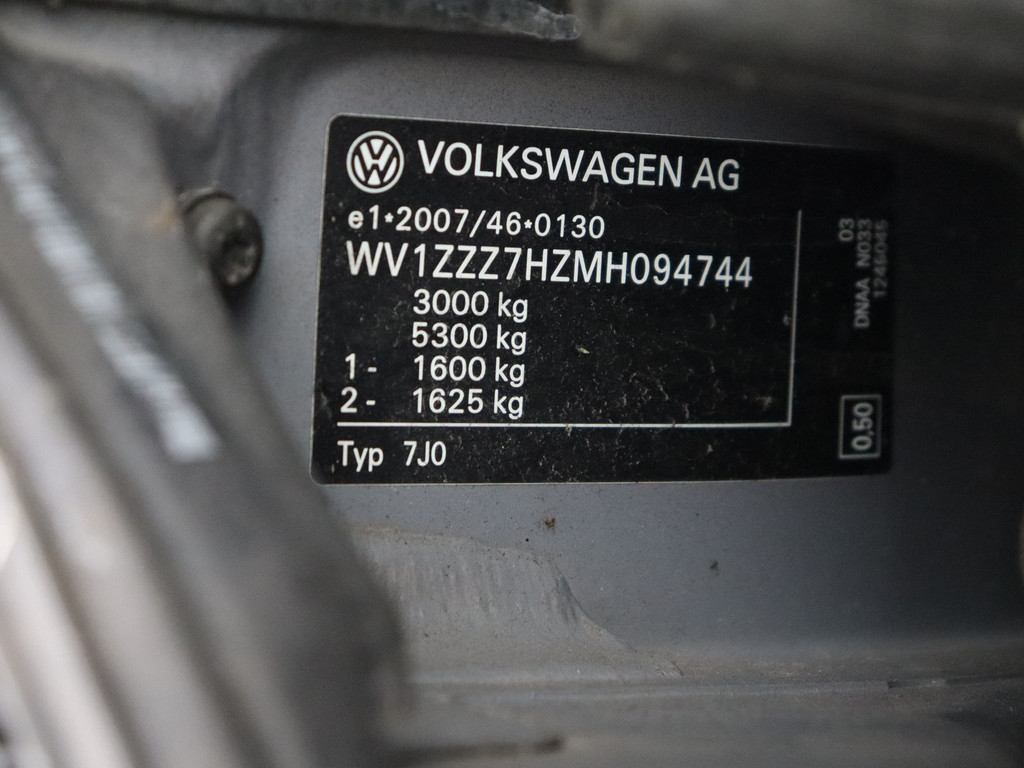 VOLKSWAGEN AG
e1*2007/46*0130
WV1ZZZ7HZMH094744
3000 kg
5300 kg
1- 1600 kg
2- 1625 kg
Typ 7J0
03
DNAA N033
1246045
0,50